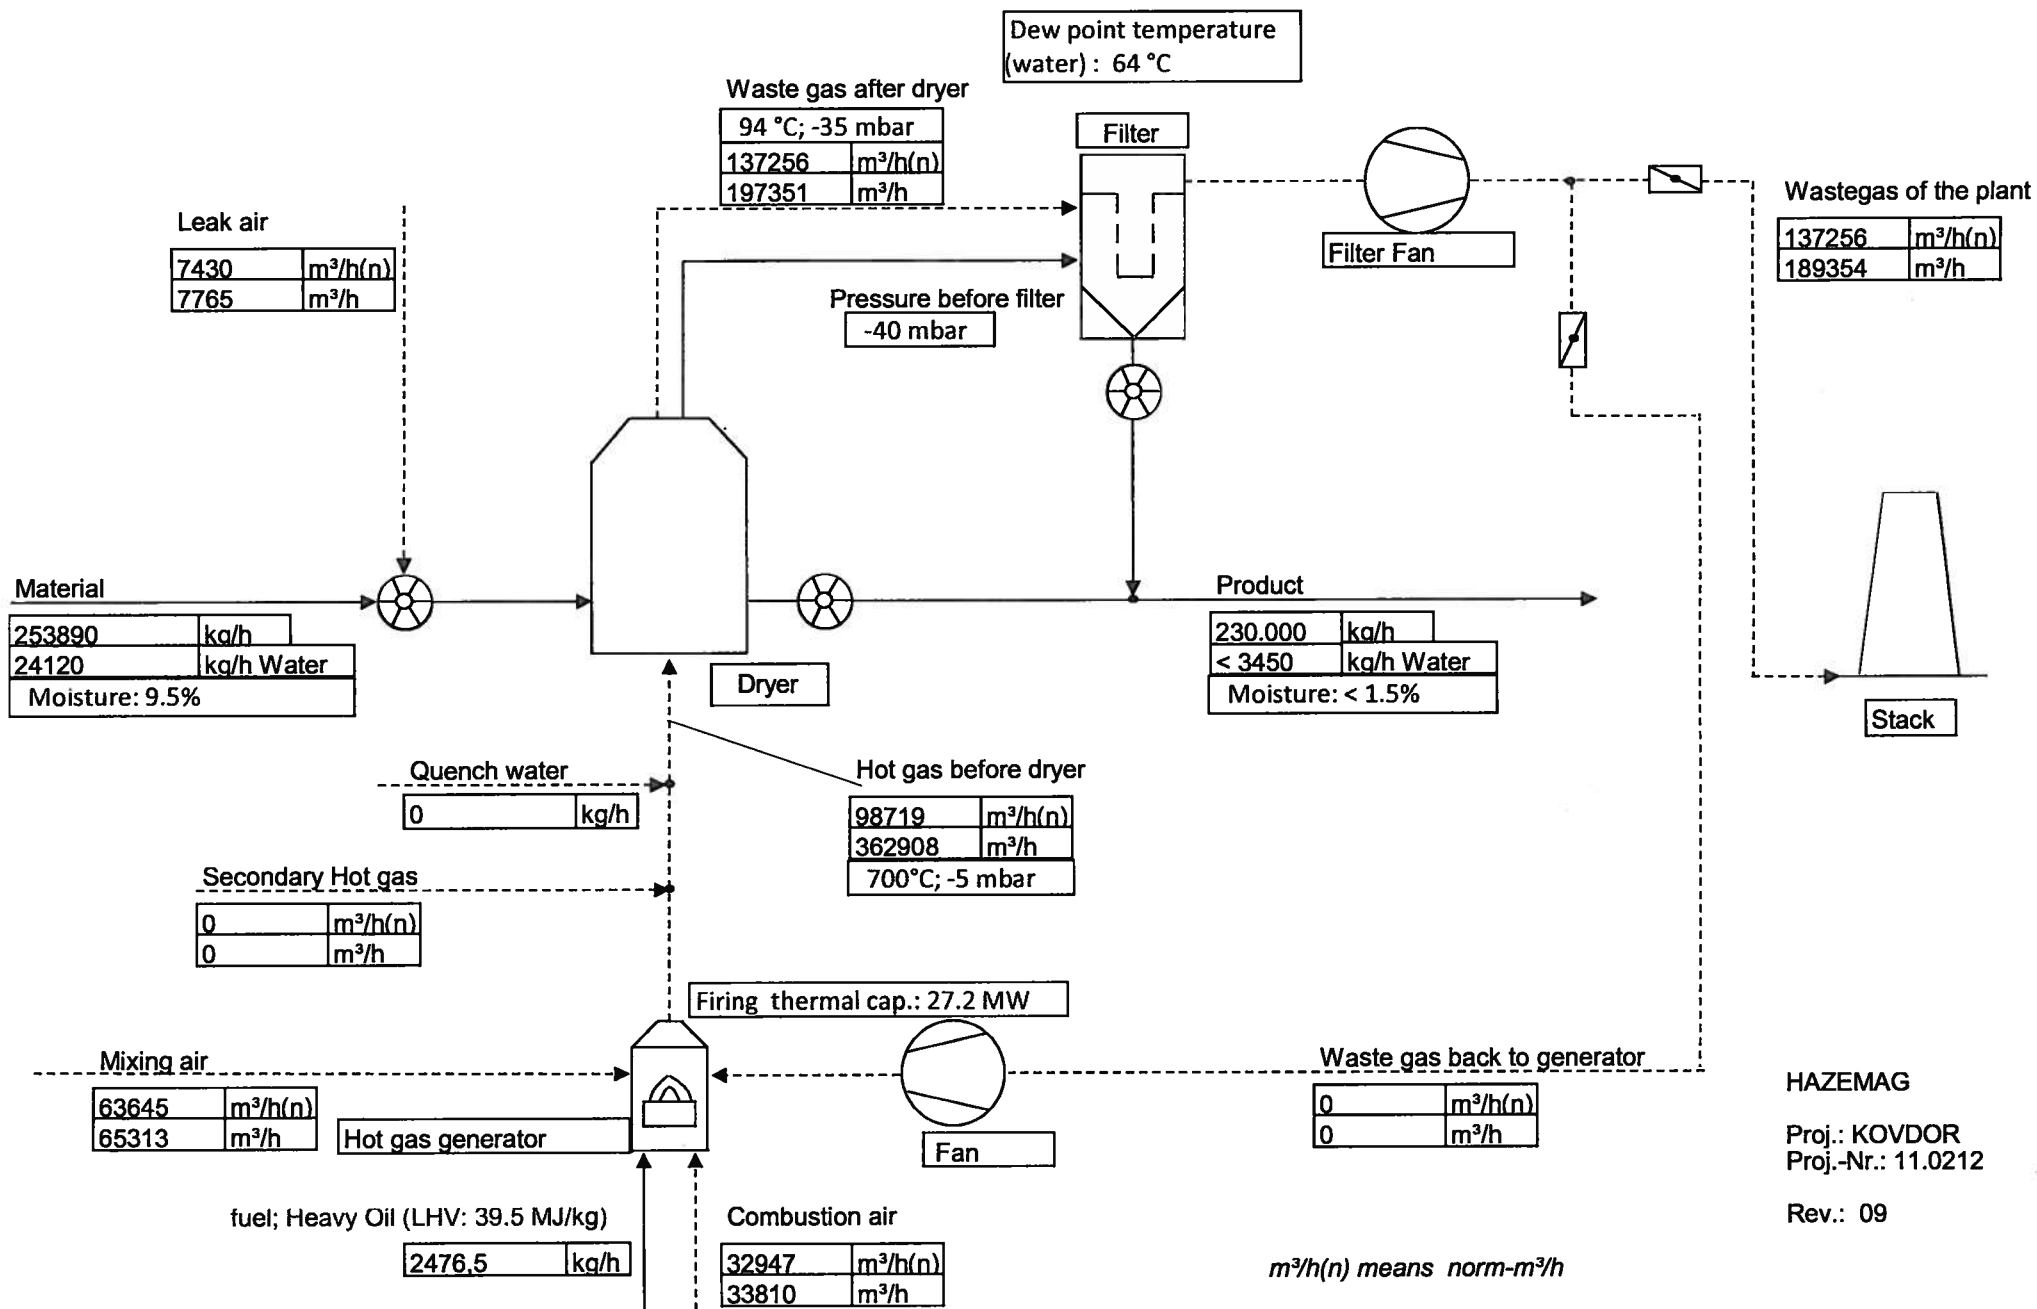 Dew point temperature
(water) : 64 °C
Waste gas after dryer
94 °C; -35 mbar
137256 m³/h(n)
197351 m³/h
Filter
Filter Fan
Wastegas of the plant
137256 m³/h(n)
189354 m³/h
Leak air
7430 m³/h(n)
7765 m³/h
Pressure before filter
-40 mbar
Material
253890 kg/h
24120 kg/h Water
Moisture: 9.5%
Dryer
Product
230.000 kg/h
< 3450 kg/h Water
Moisture: < 1.5%
Stack
Quench water
0 kg/h
Hot gas before dryer
98719 m³/h(n)
362908 m³/h
700°C; -5 mbar
Secondary Hot gas
0 m³/h(n)
0 m³/h
Firing thermal cap.: 27.2 MW
Mixing air
63645 m³/h(n)
65313 m³/h
Hot gas generator
Fan
Waste gas back to generator
0 m³/h(n)
0 m³/h
fuel; Heavy Oil (LHV: 39.5 MJ/kg)
2476,5 kg/h
Combustion air
32947 m³/h(n)
33810 m³/h
m³/h(n) means norm-m³/h
HAZEMAG
Proj.: KOVDOR
Proj.-Nr.: 11.0212
Rev.: 09